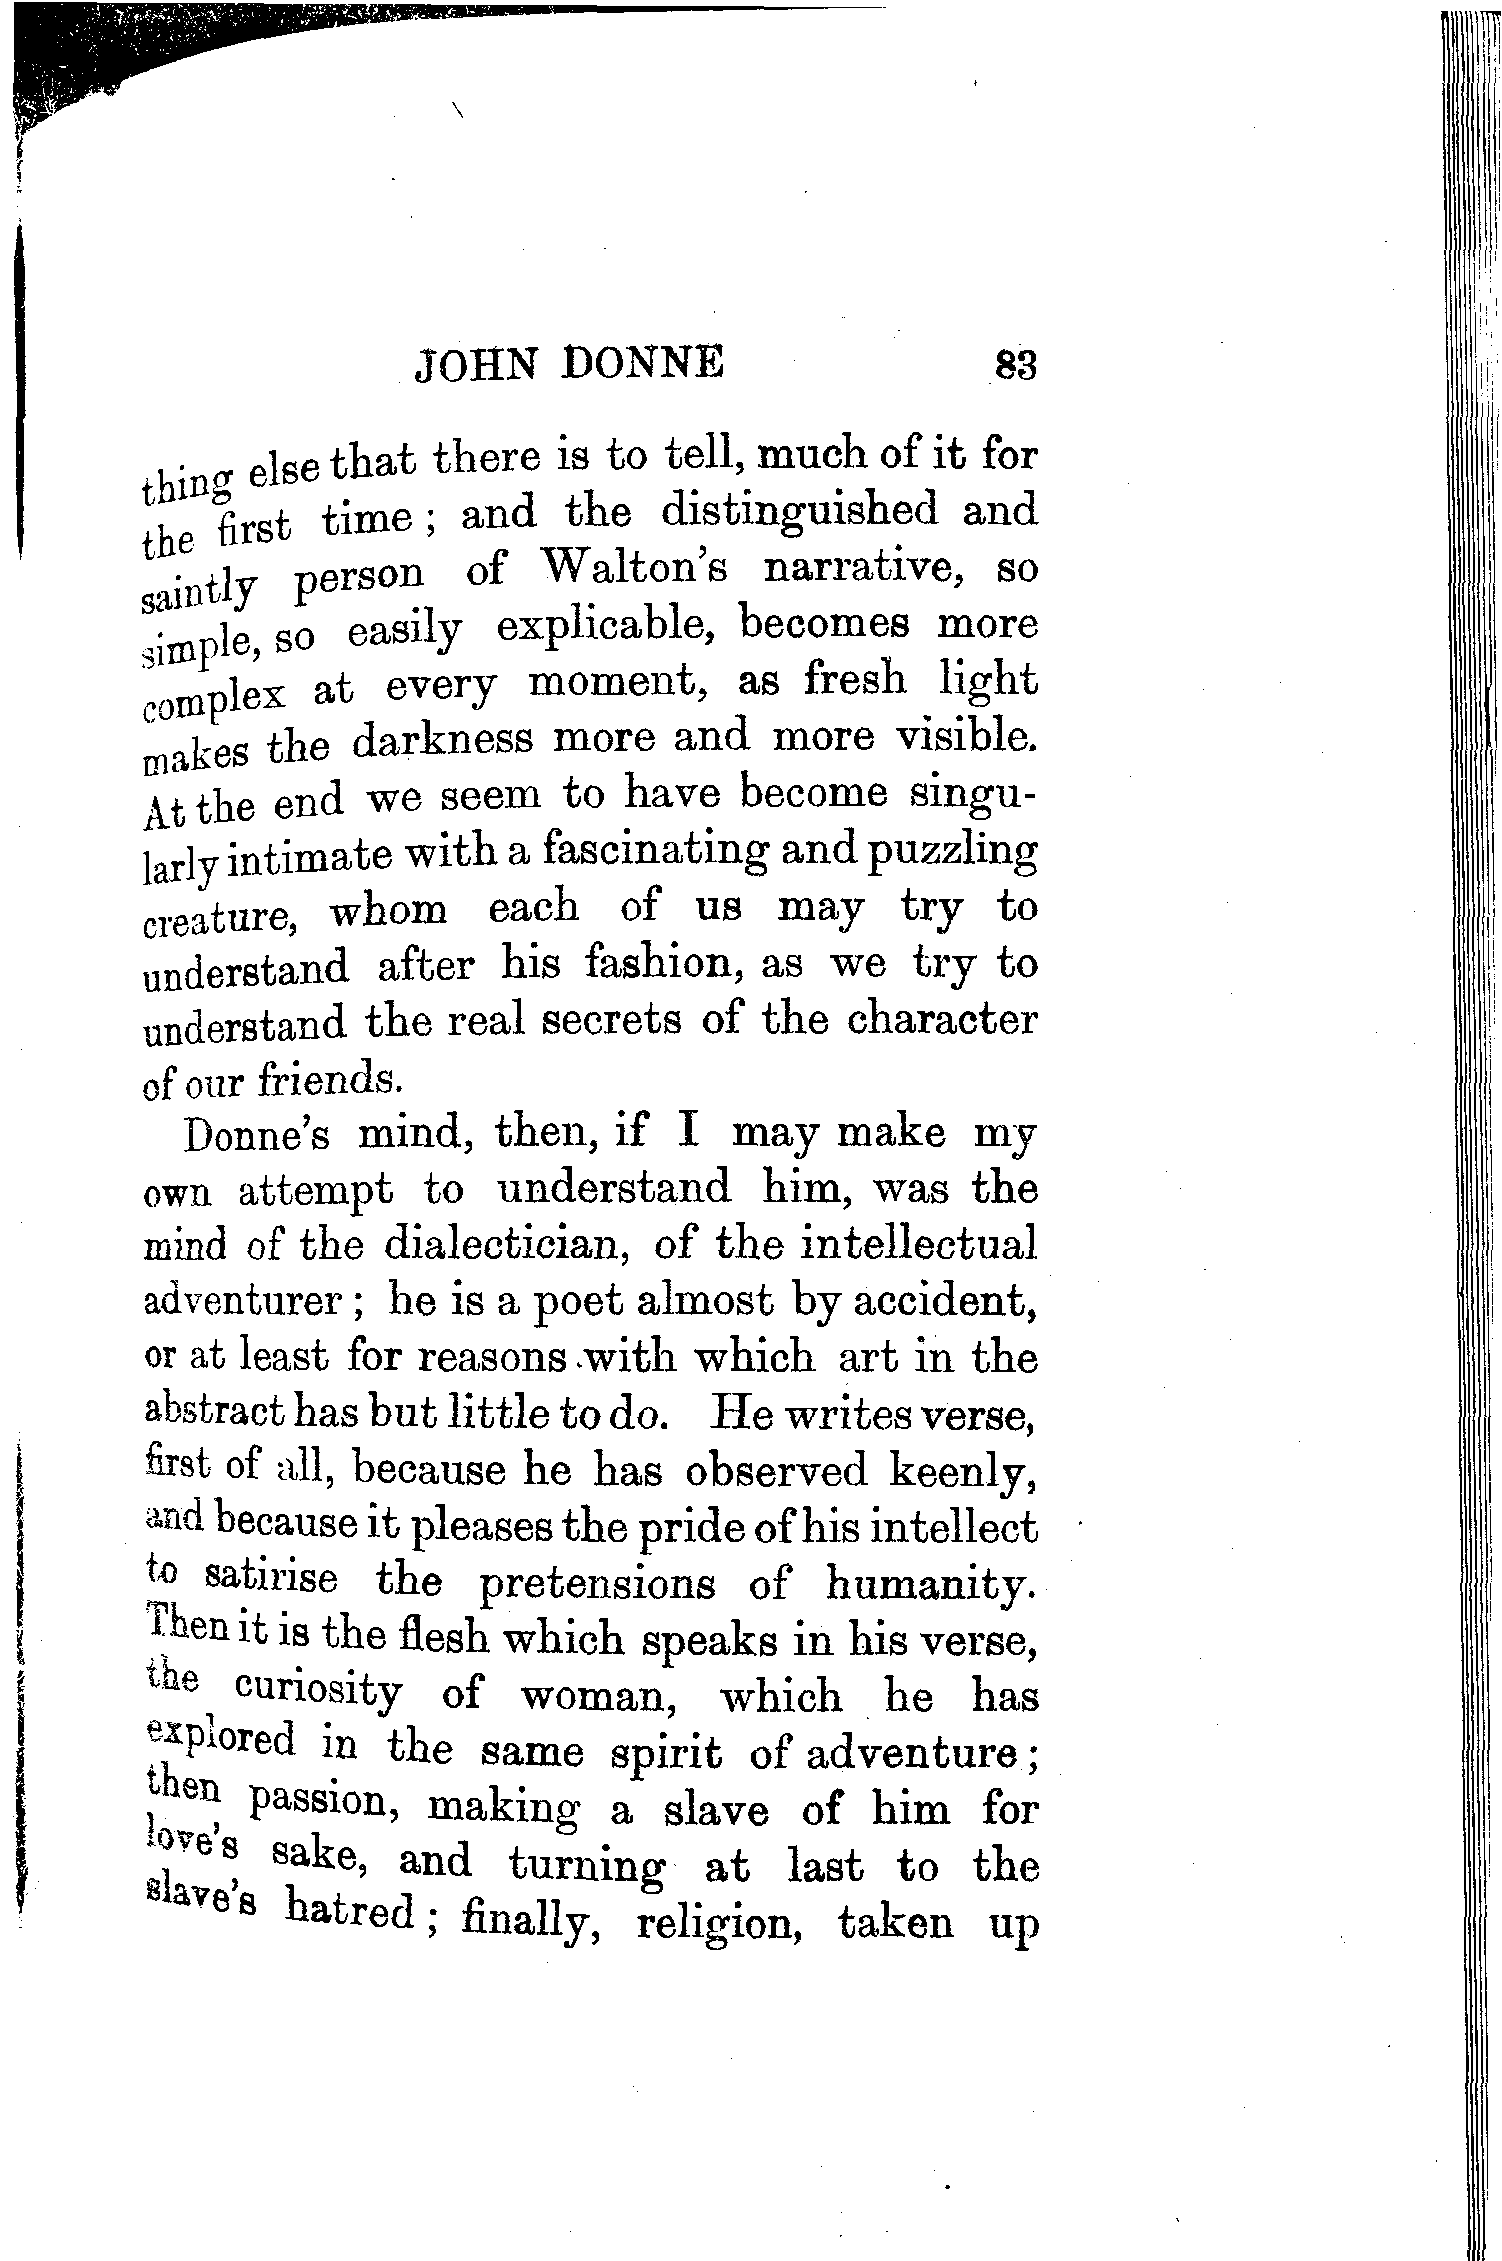 JOHN DONNE 83
thing else that there is to tell, much of it for
the first time ; and the distinguished and
saintly person of Walton's narrative, so
simple, so easily explicable, becomes more
complex at every moment, as fresh light
makes the darkness more and more visible.
At the end we seem to have become singu-
larly intimate with a fascinating and puzzling
creature, whom each of us may try to
understand after his fashion, as we try to
understand the real secrets of the character
of our friends.
Donne's mind, then, if I may make my
own attempt to understand him, was the
mind of the dialectician, of the intellectual
adventurer ; he is a poet almost by accident,
or at least for reasons with which art in the
abstract has but little to do. He writes verse,
first of all, because he has observed keenly,
and because it pleases the pride of his intellect
to satirise the pretensions of humanity.
Then it is the flesh which speaks in his verse,
the curiosity of woman, which he has
explored in the same spirit of adventure ;
then passion, making a slave of him for
love's sake, and turning at last to the
slave's hatred ; finally, religion, taken up